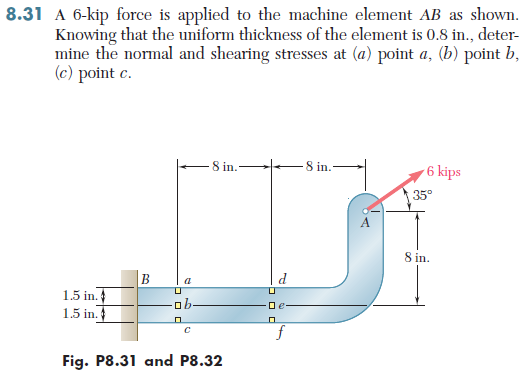 8.31 A 6-kip force is applied to the machine element AB as shown.
Knowing that the uniform thickness of the element is 0.8 in., deter-
mine the normal and shearing stresses at (a) point a, (b) point b,
(c) point c.
8 in.
8 in.
6 kips
35°
A
8 in.
B
a
d
1.5 in.
b
e
1.5 in.
c
f
Fig. P8.31 and P8.32